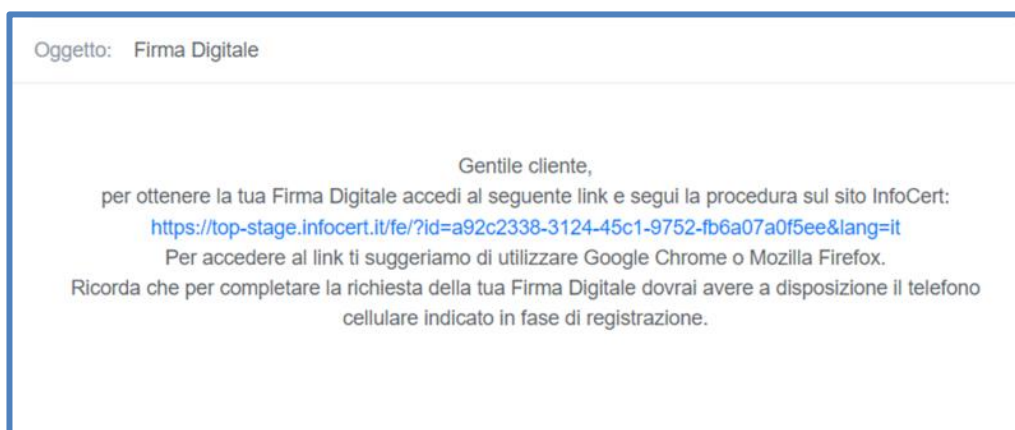 Oggetto: Firma Digitale
Gentile cliente,
per ottenere la tua Firma Digitale accedi al seguente link e segui la procedura sul sito InfoCert:
https://top-stage.infocert.it/fe/?id=a92c2338-3124-45c1-9752-fb6a07a0f5ee&lang=it
Per accedere al link ti suggeriamo di utilizzare Google Chrome o Mozilla Firefox.
Ricorda che per completare la richiesta della tua Firma Digitale dovrai avere a disposizione il telefono
cellulare indicato in fase di registrazione.